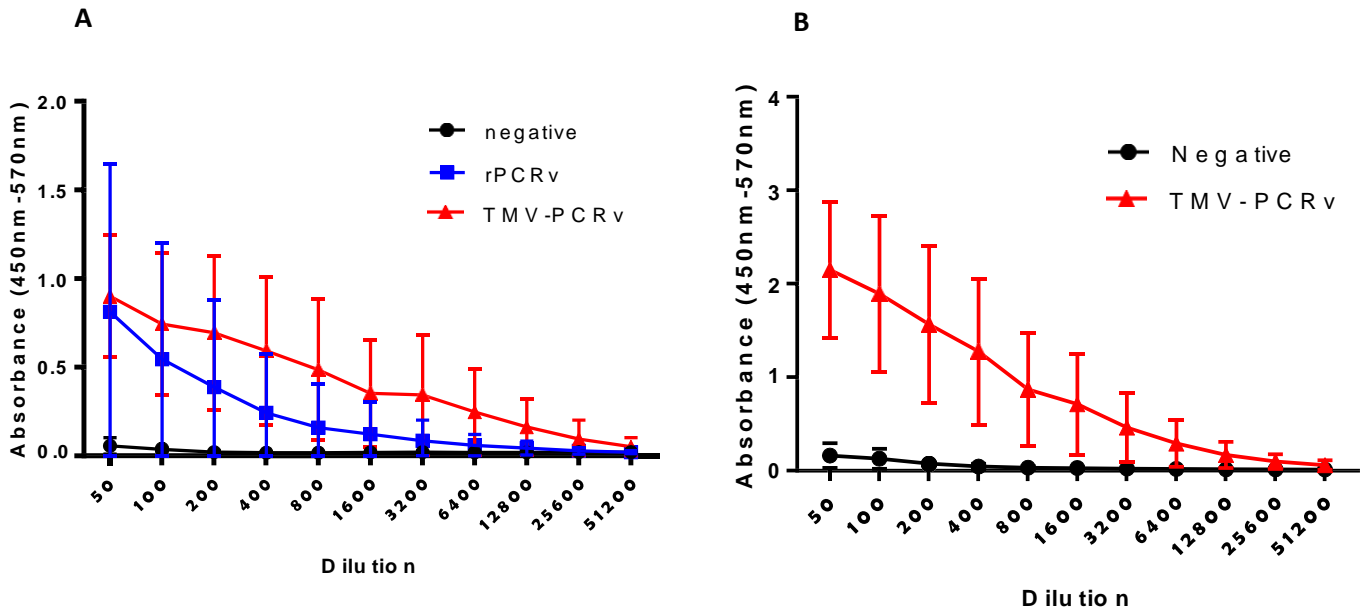 A
Absorbance (450nm-570nm)
2.0
1.5
1.0
0.5
0.0
negative
rPCRv
TMV-PCRv
50
100
200
400
800
1600
3200
6400
12800
25600
51200
Dilution
B
Absorbance (450nm-570nm)
4
3
2
1
0
Negative
TMV-PCRv
50
100
200
400
800
1600
3200
6400
12800
25600
51200
Dilution